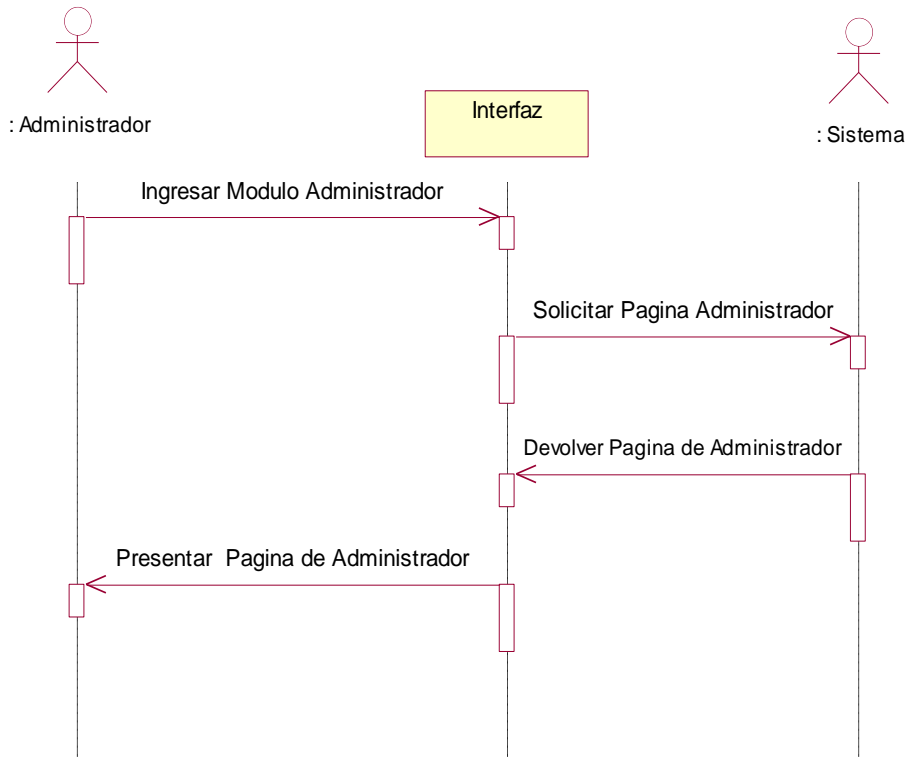 : Administrador
Interfaz
: Sistema
Ingresar Modulo Administrador
Solicitar Pagina Administrador
Devolver Pagina de Administrador
Presentar  Pagina de Administrador